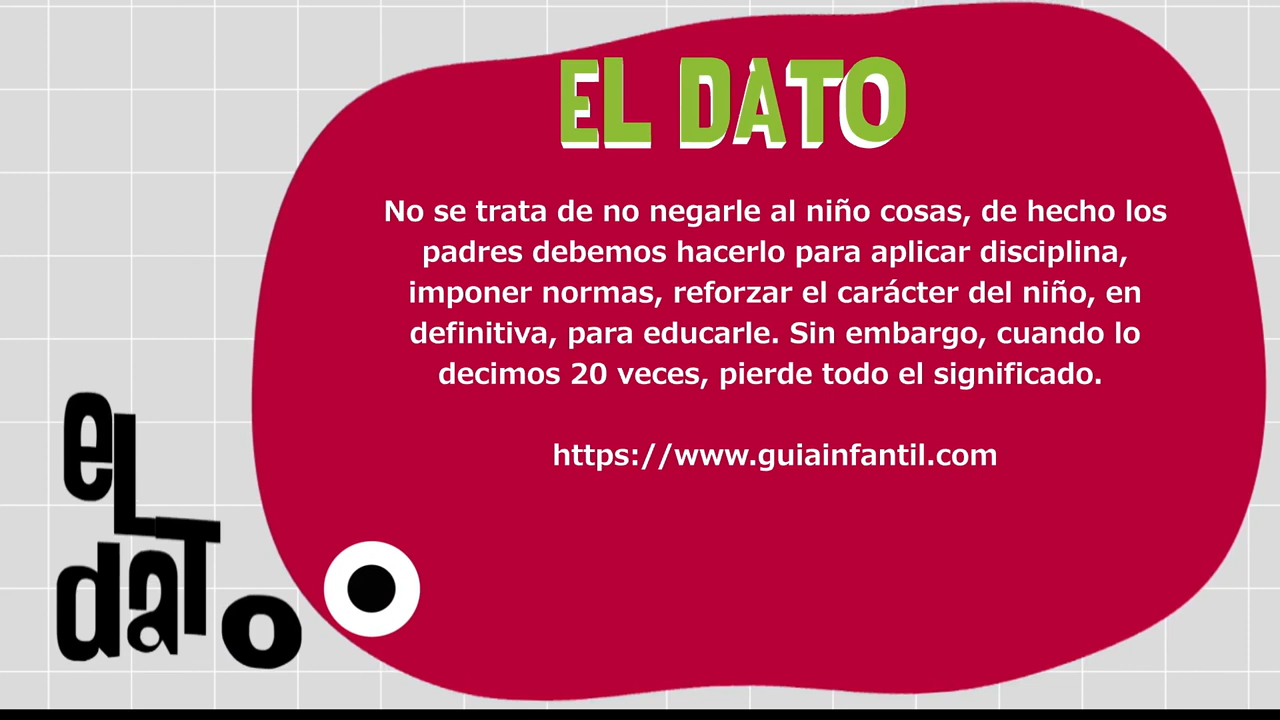 EL DATO
No se trata de no negarle al niño cosas, de hecho los
padres debemos hacerlo para aplicar disciplina,
imponer normas, reforzar el carácter del niño, en
definitiva, para educarle. Sin embargo, cuando lo
decimos 20 veces, pierde todo el significado.
https://www.guiainfantil.com
eL
daTo